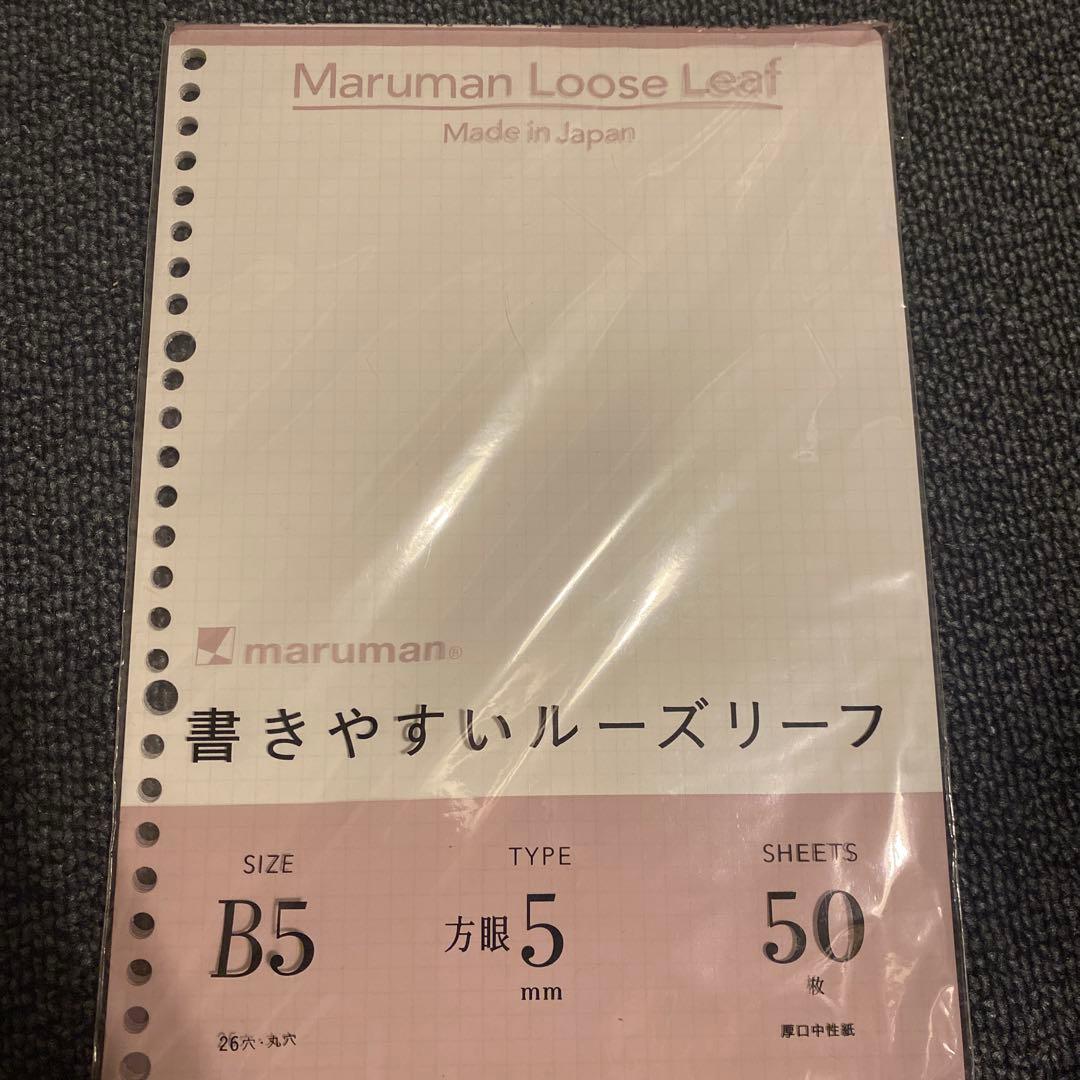 Maruman Loose Leaf
Made in Japan
maruman®
書きやすいルーズリーフ
SIZE
B5
26穴・丸穴
TYPE
方眼5
mm
SHEETS
50
枚
厚口中性紙